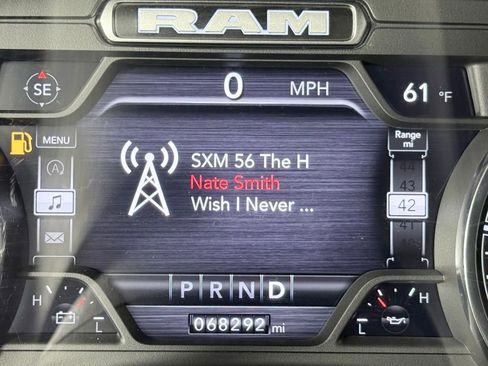 RAM
SE
0 MPH
61 °F
MENU
Range
mi
SXM 56 The H
Nate Smith
Wish I Never ...
44
43
42
41
P R N D
H
L
068292 mi
H
L